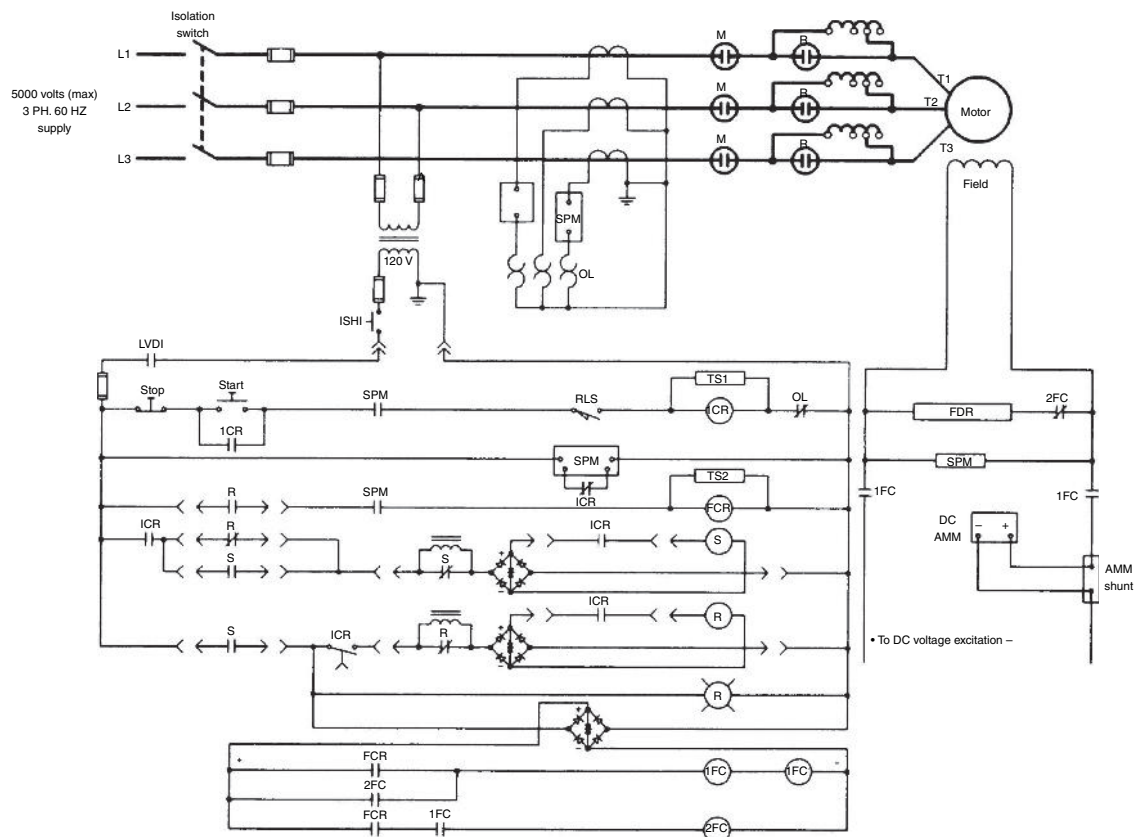 Isolation
switch
L1
5000 volts (max)
3 PH. 60 HZ
supply
L2
L3
M
R
T1
M
R
T2
Motor
M
R
T3
Field
SPM
120 V
OL
ISHI
LVDI
Stop
Start
SPM
RLS
TS1
1CR
OL
1CR
FDR
2FC
SPM
SPM
ICR
TS2
R
SPM
FCR
1FC
1FC
ICR
R
ICR
S
DC
AMM
– +
S
S
+
–
AMM
shunt
ICR
R
S
ICR
R
+
–
• To DC voltage excitation –
R
+
–
+
–
FCR
1FC
1FC
2FC
FCR
1FC
2FC